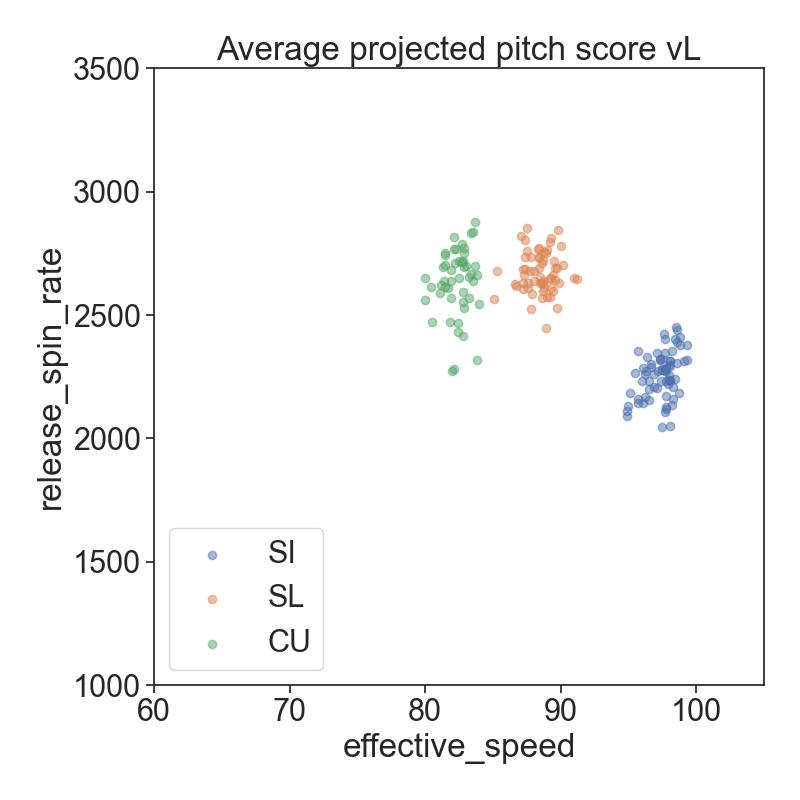 Average projected pitch score vL
3500
3000
2500
2000
1500
1000
release_spin_rate
SI
SL
CU
60 70 80 90 100
effective_speed